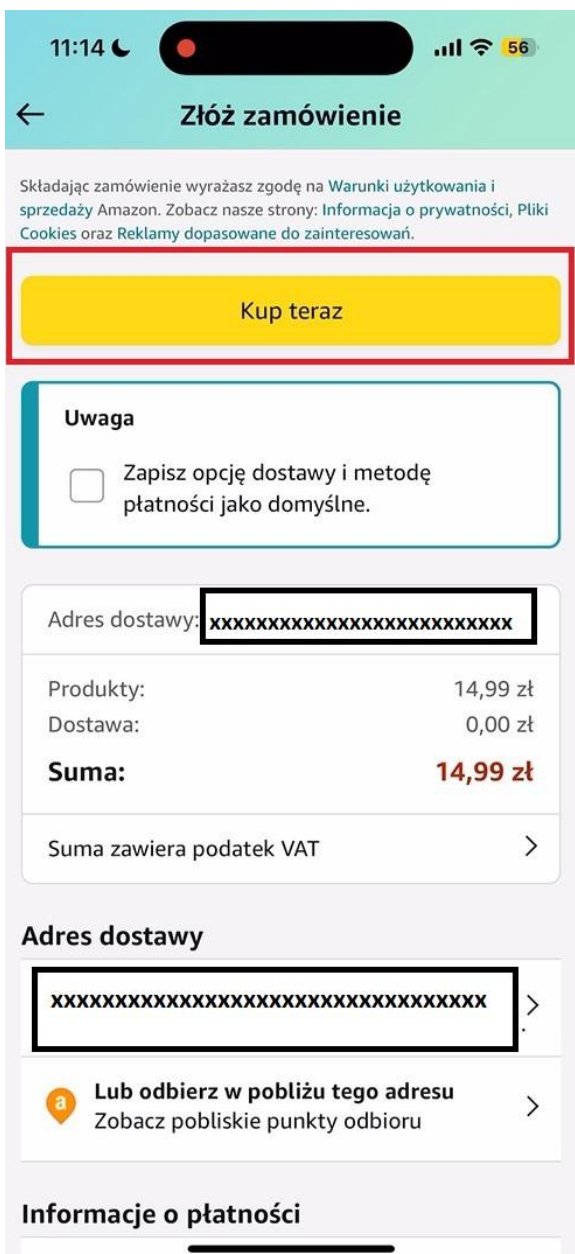 11:14
56
Złóż zamówienie
Składając zamówienie wyrażasz zgodę na Warunki użytkowania i
sprzedaży Amazon. Zobacz nasze strony: Informacja o prywatności, Pliki
Cookies oraz Reklamy dopasowane do zainteresowań.
Kup teraz
Uwaga
Zapisz opcję dostawy i metodę
płatności jako domyślne.
Adres dostawy: xxxxxxxxxxxxxxxxxxxxxxxxxx
Produkty: 14,99 zł
Dostawa: 0,00 zł
Suma: 14,99 zł
Suma zawiera podatek VAT
Adres dostawy
xxxxxxxxxxxxxxxxxxxxxxxxxxxxxxxxxx
.
a
Lub odbierz w pobliżu tego adresu
Zobacz pobliskie punkty odbioru
Informacje o płatności